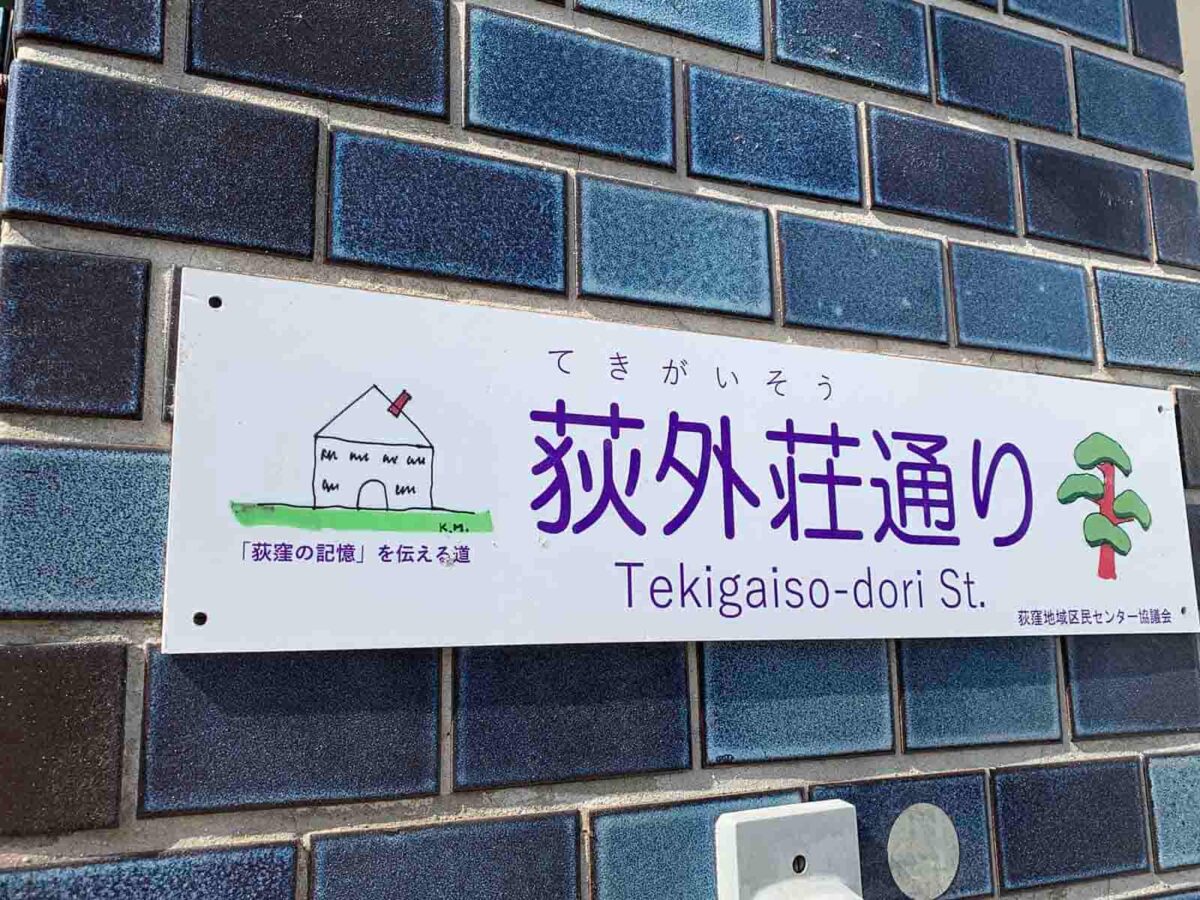 てきがいそう
荻外荘通り
Tekigaiso-dori St.
K.M.
「荻窪の記憶」を伝える道
荻窪地域区民センター協議会